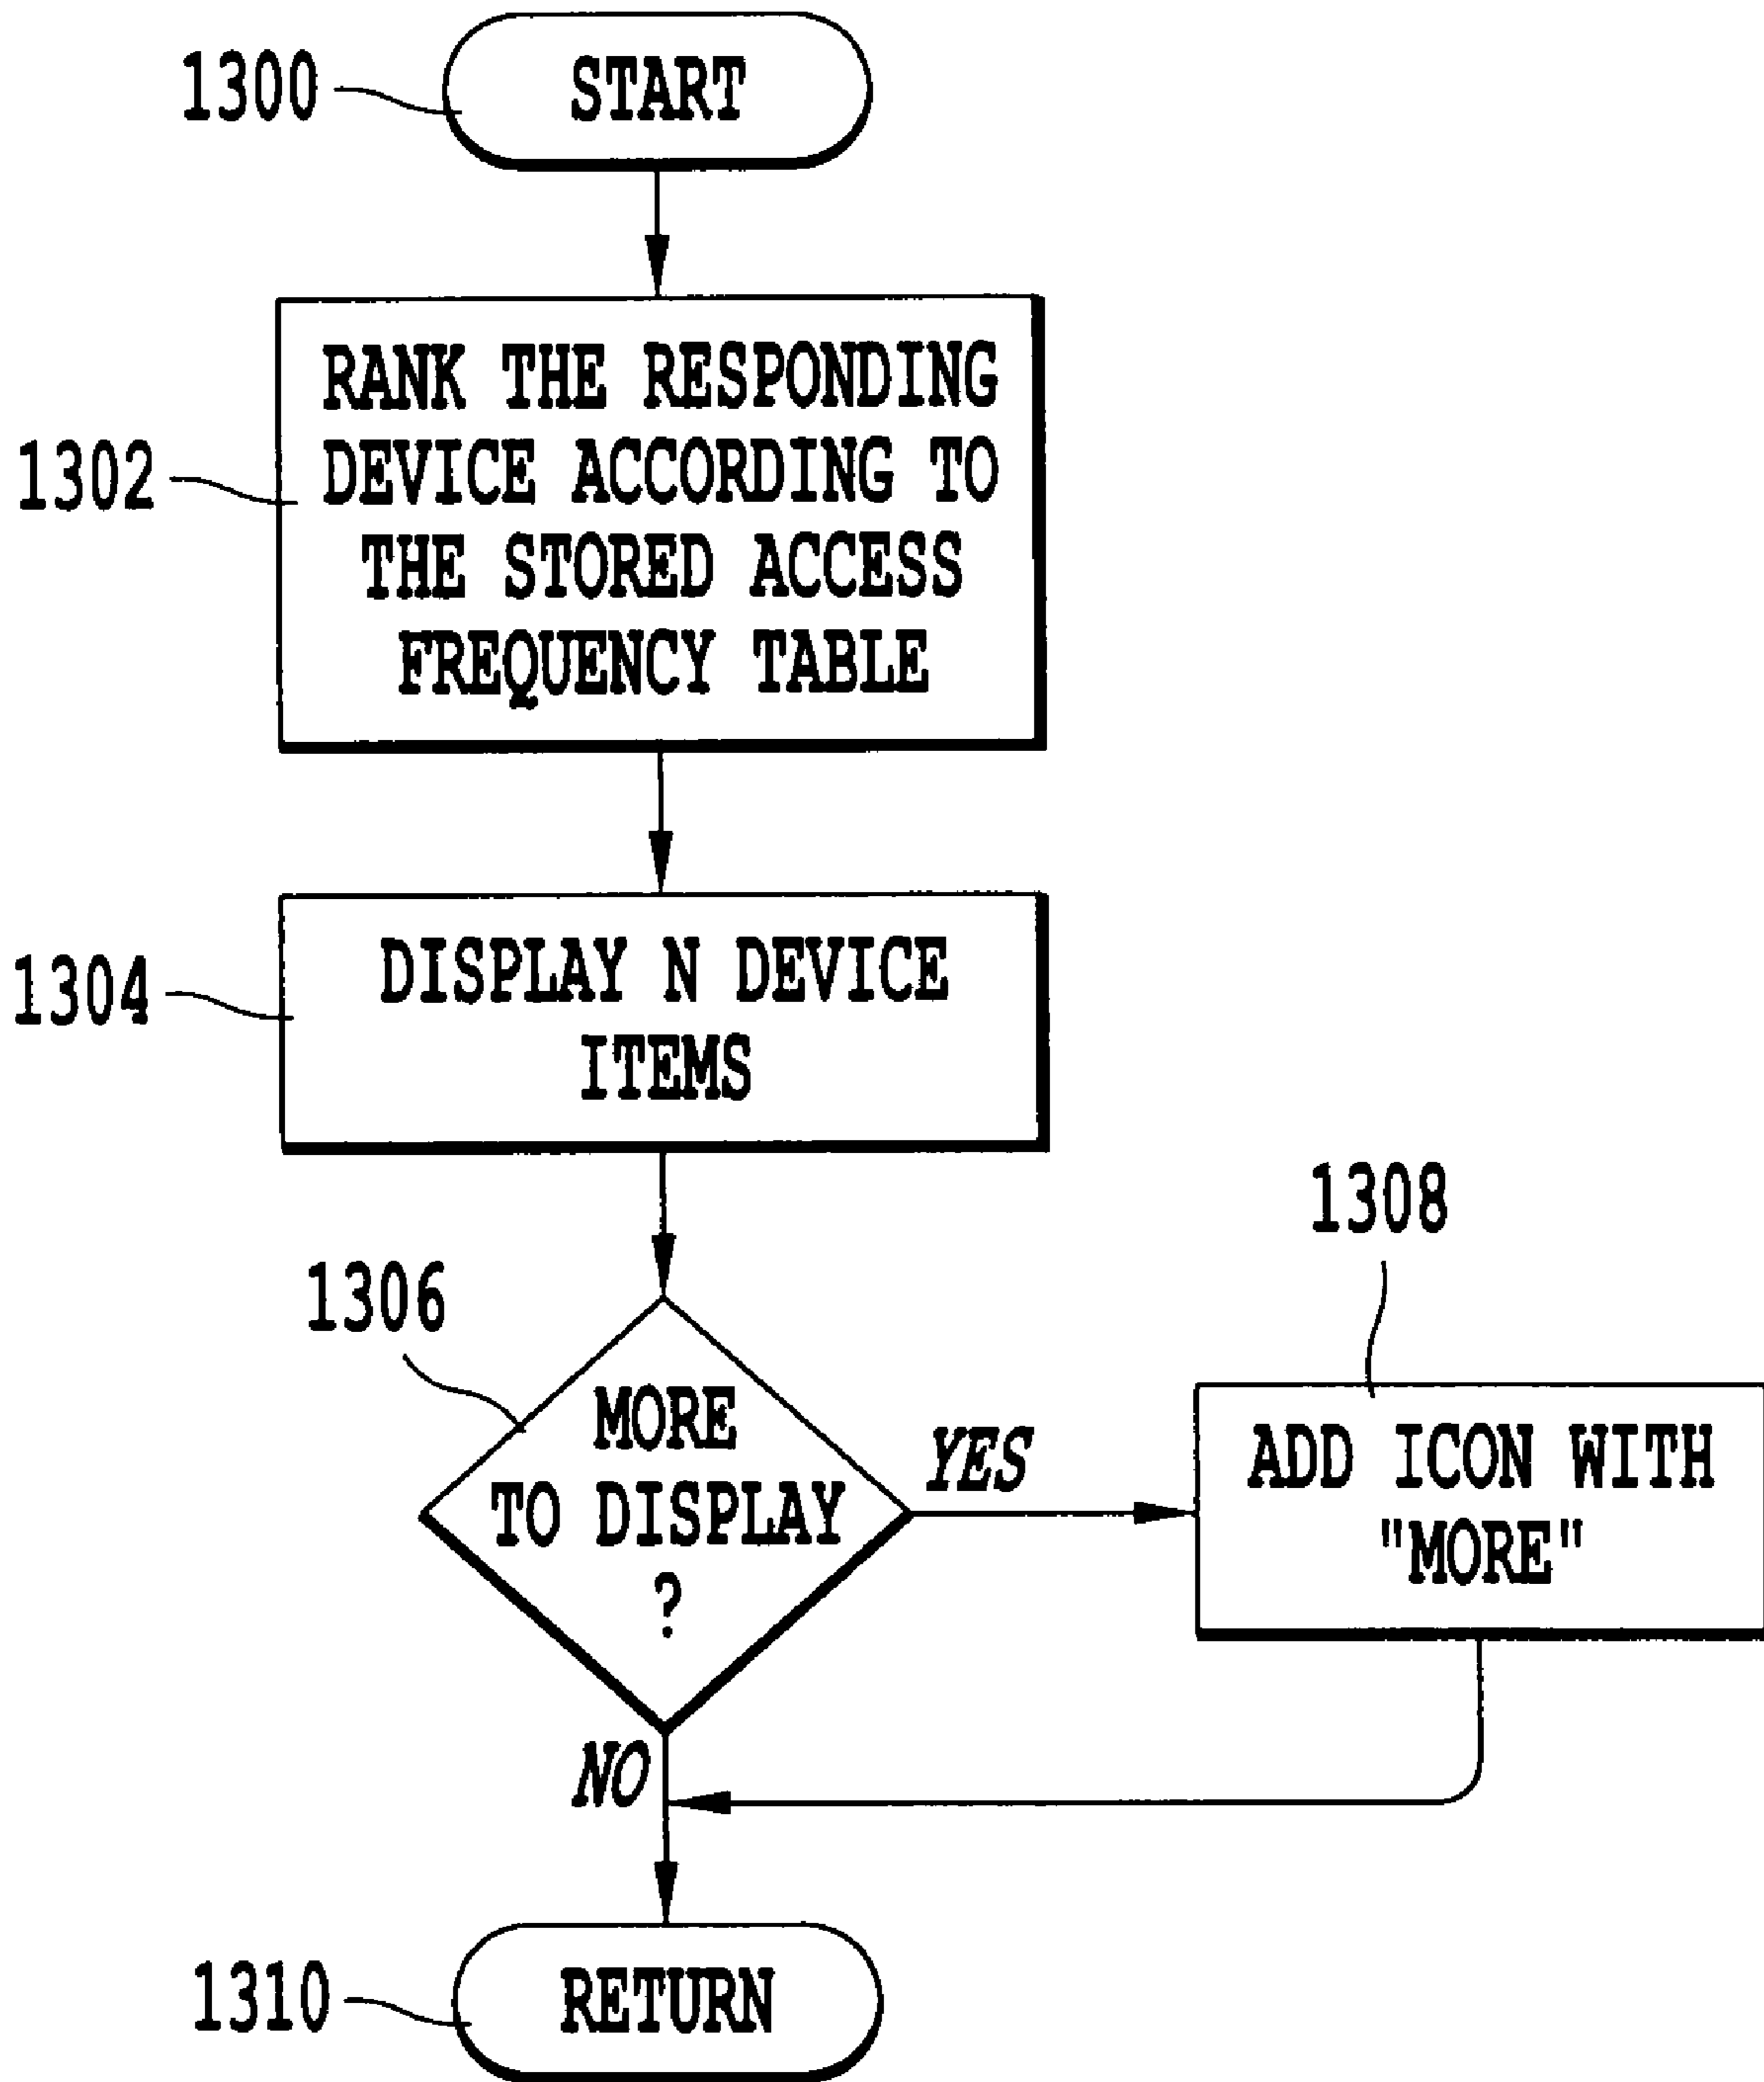 1300
START
1302
RANK THE RESPONDING
DEVICE ACCORDING TO
THE STORED ACCESS
FREQUENCY TABLE
1304
DISPLAY N DEVICE
ITEMS
1306
MORE
TO DISPLAY
?
YES
1308
ADD ICON WITH
"MORE"
NO
1310
RETURN